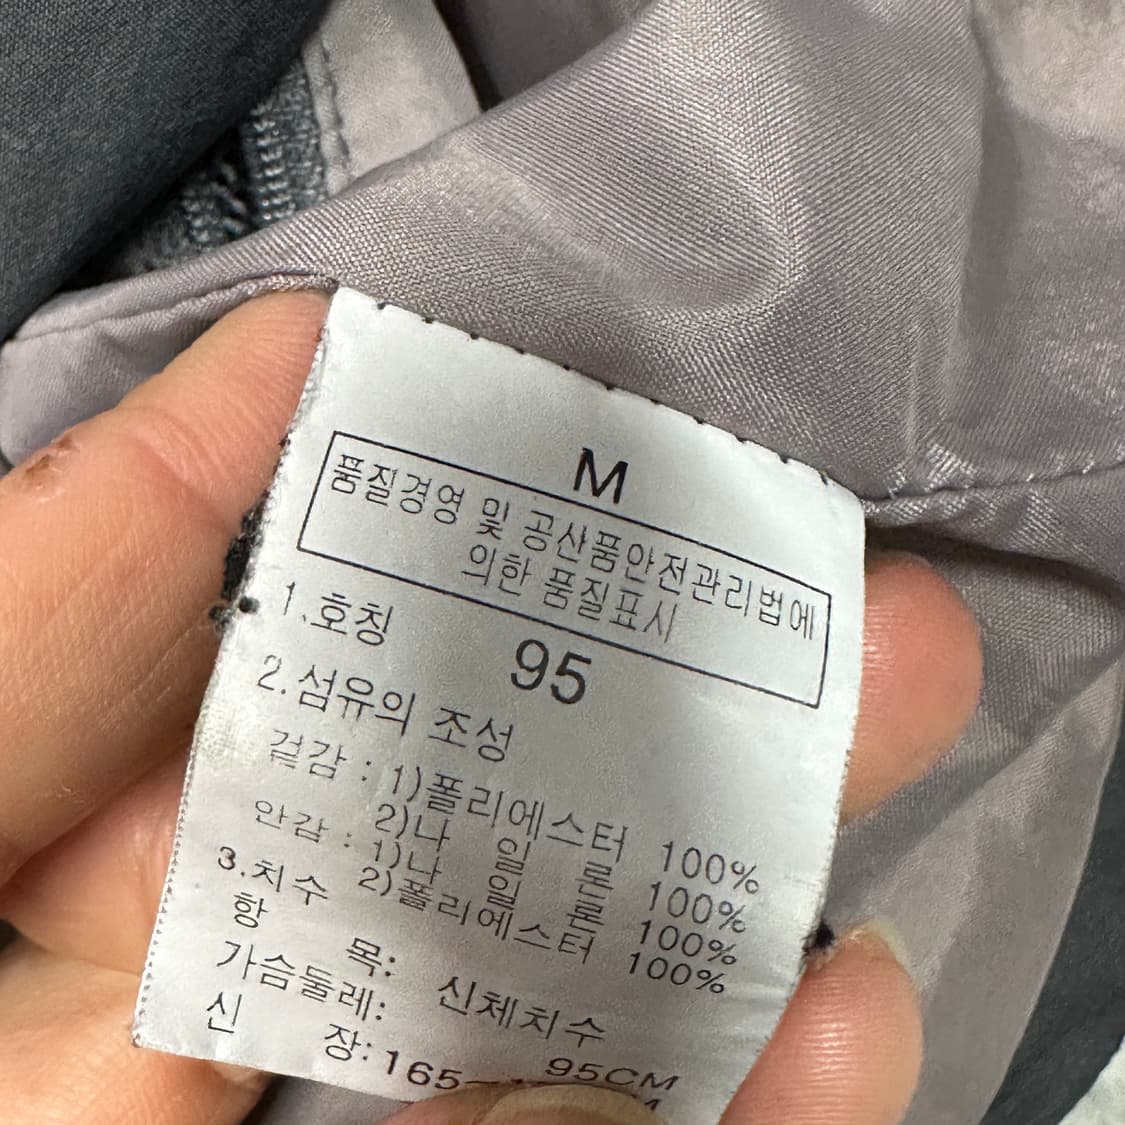 M
품질경영 및 공산품안전관리법에
의한 품질표시
1.호칭 95
2.섬유의 조성
겉감 : 1)폴리에스터 100%
2)나 일 론 100%
안감 : 1)나 일 론 100%
2)폴리에스터 100%
3.치수
항 목: 신체치수
가슴둘레: 95CM
신 장: 165